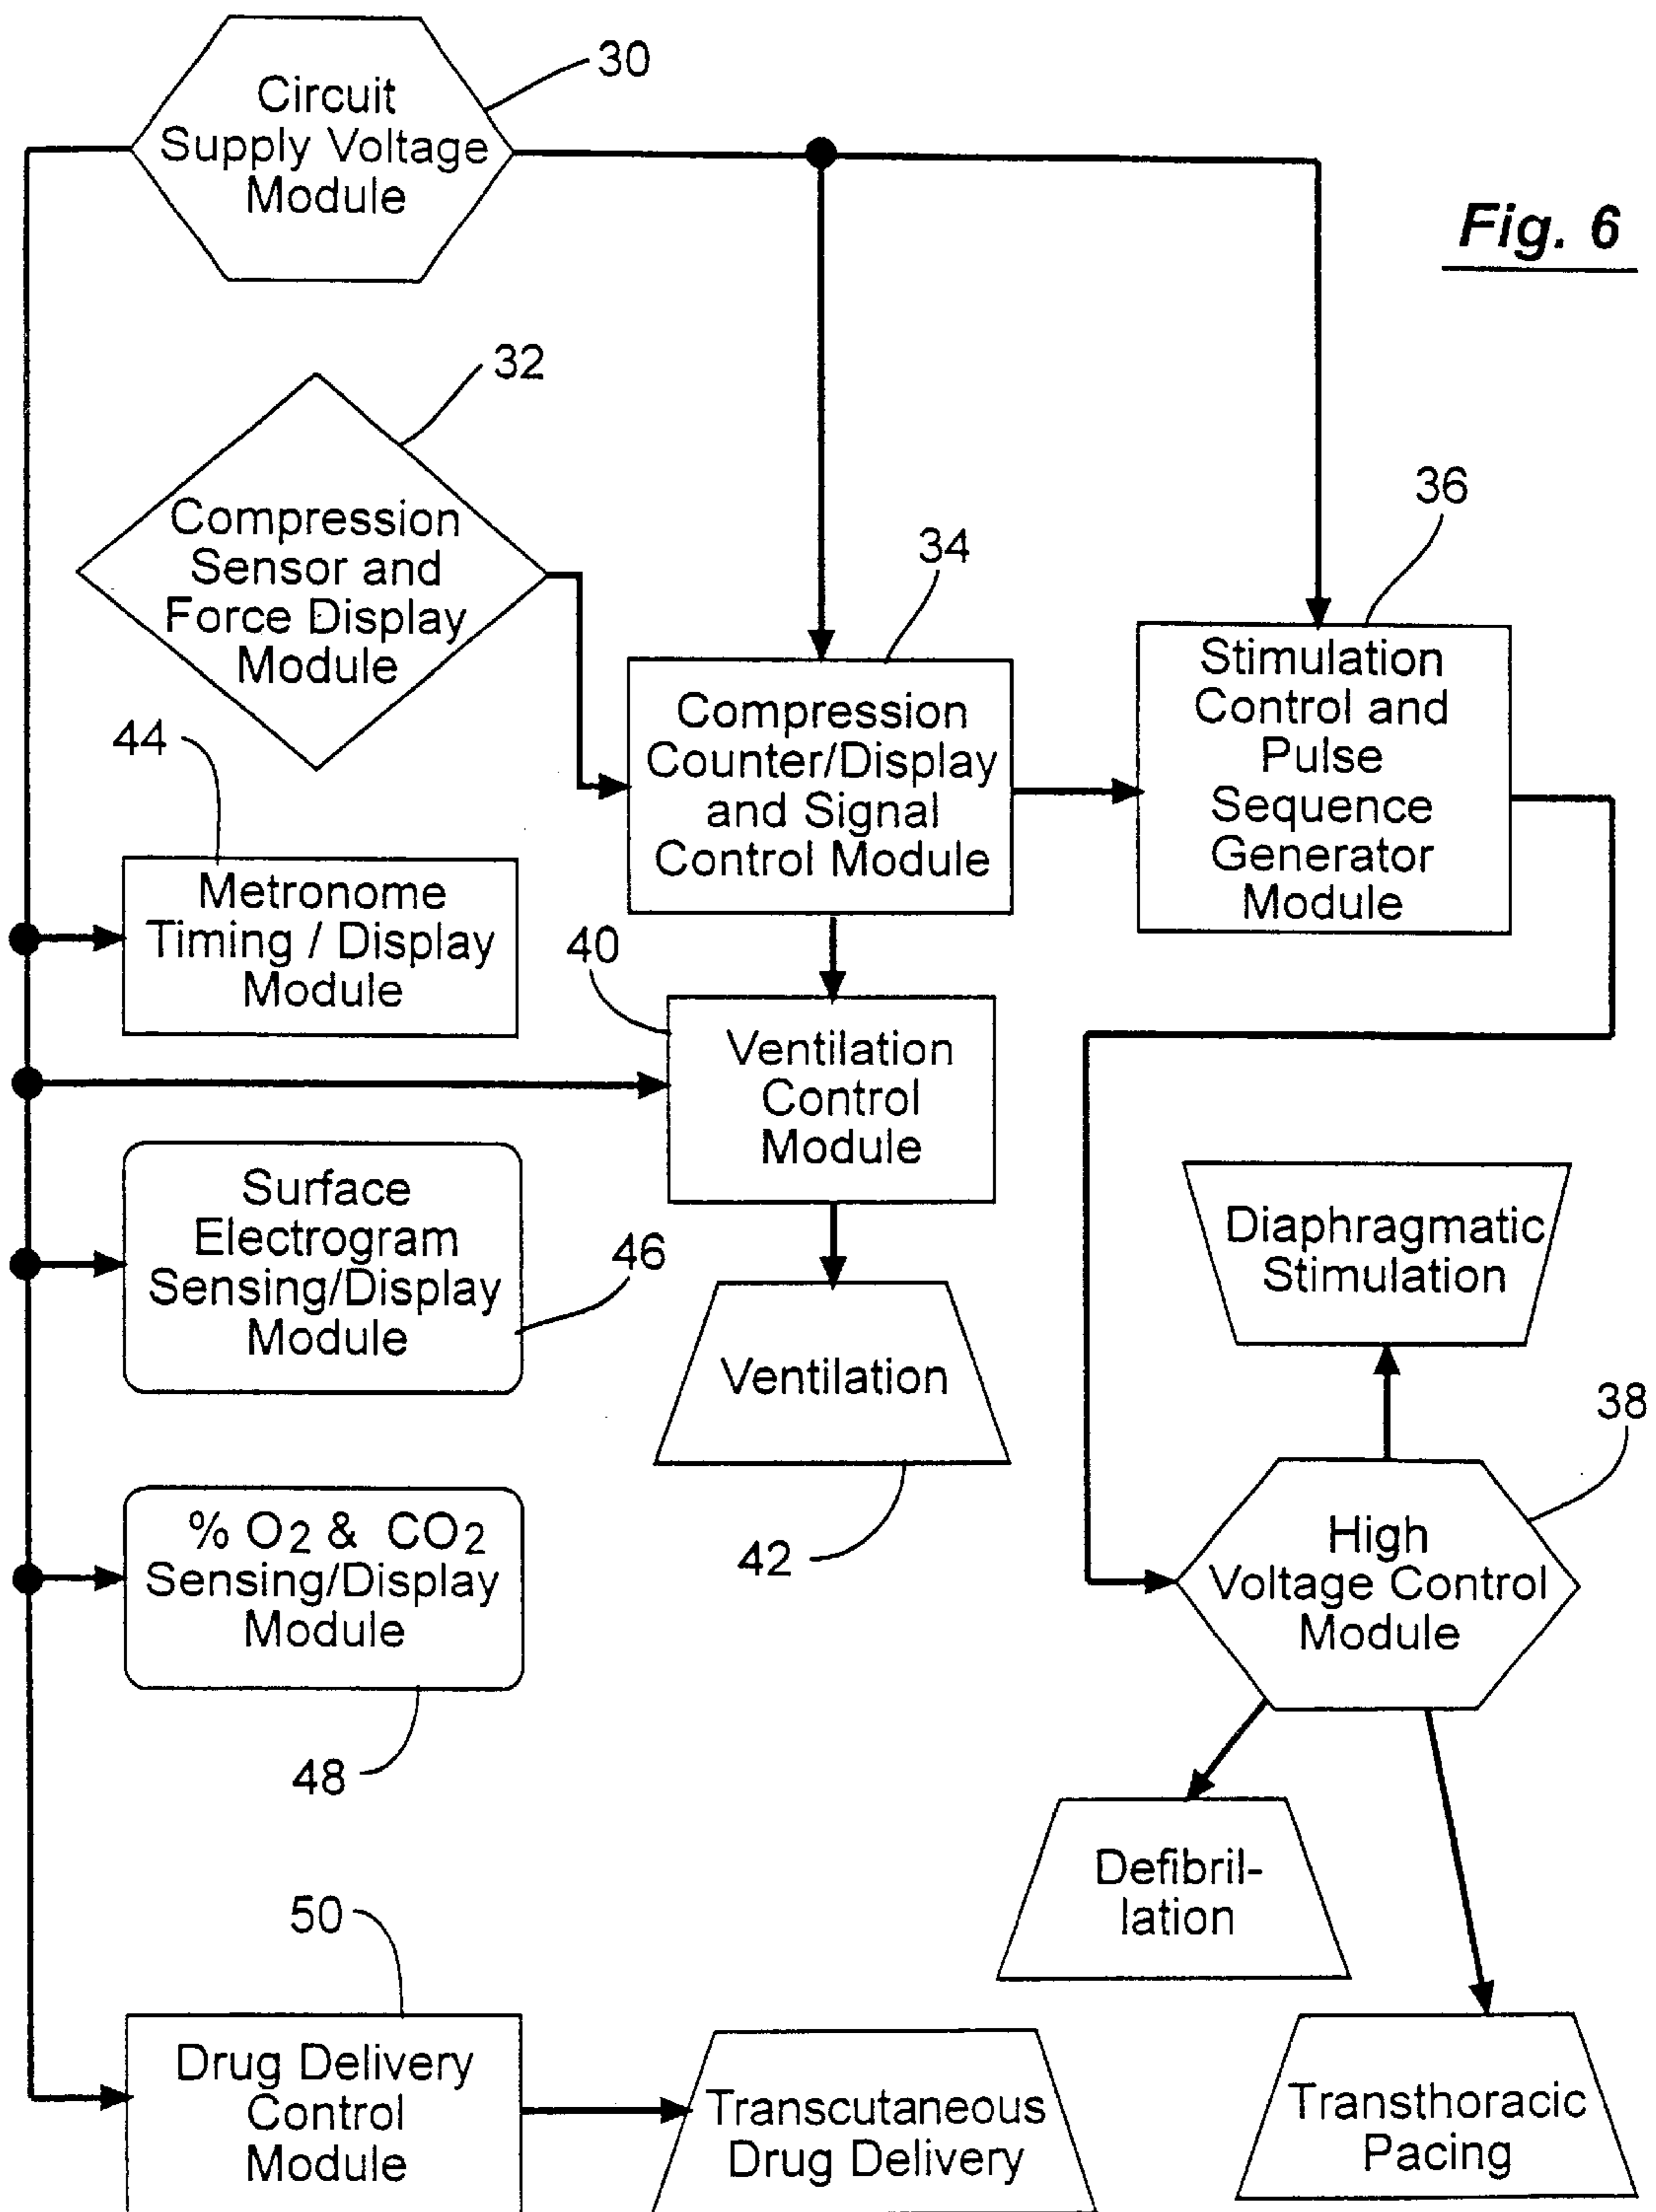 30
Circuit
Supply Voltage
Module
Fig. 6
32
Compression
Sensor and
Force Display
Module
34
Compression
Counter/Display
and Signal
Control Module
36
Stimulation
Control and
Pulse
Sequence
Generator
Module
44
Metronome
Timing / Display
Module
40
Ventilation
Control
Module
Surface
Electrogram
Sensing/Display
Module
46
Ventilation
42
Diaphragmatic
Stimulation
38
High
Voltage Control
Module
% O2 & CO2
Sensing/Display
Module
48
Defibril-
lation
50
Drug Delivery
Control
Module
Transcutaneous
Drug Delivery
Transthoracic
Pacing